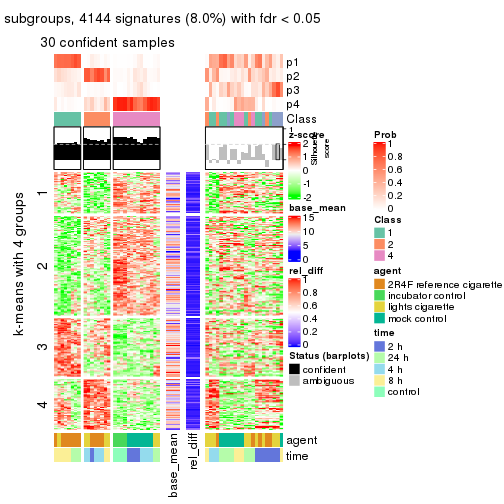 subgroups, 4144 signatures (8.0%) with fdr < 0.05
30 confident samples
p1
p2
p3
p4
Class
1
2
3
4
k-means with 4 groups
base_mean
rel_diff
agent
time
Silhouette
score
z-score
2
1
0
-1
-2
base_mean
15
10
5
0
rel_diff
1
0.8
0.6
0.4
0.2
0
Status (barplots)
confident
ambiguous
Prob
1
0.8
0.6
0.4
0.2
0
Class
1
2
4
agent
2R4F reference cigarette
incubator control
lights cigarette
mock control
time
2 h
24 h
4 h
8 h
control